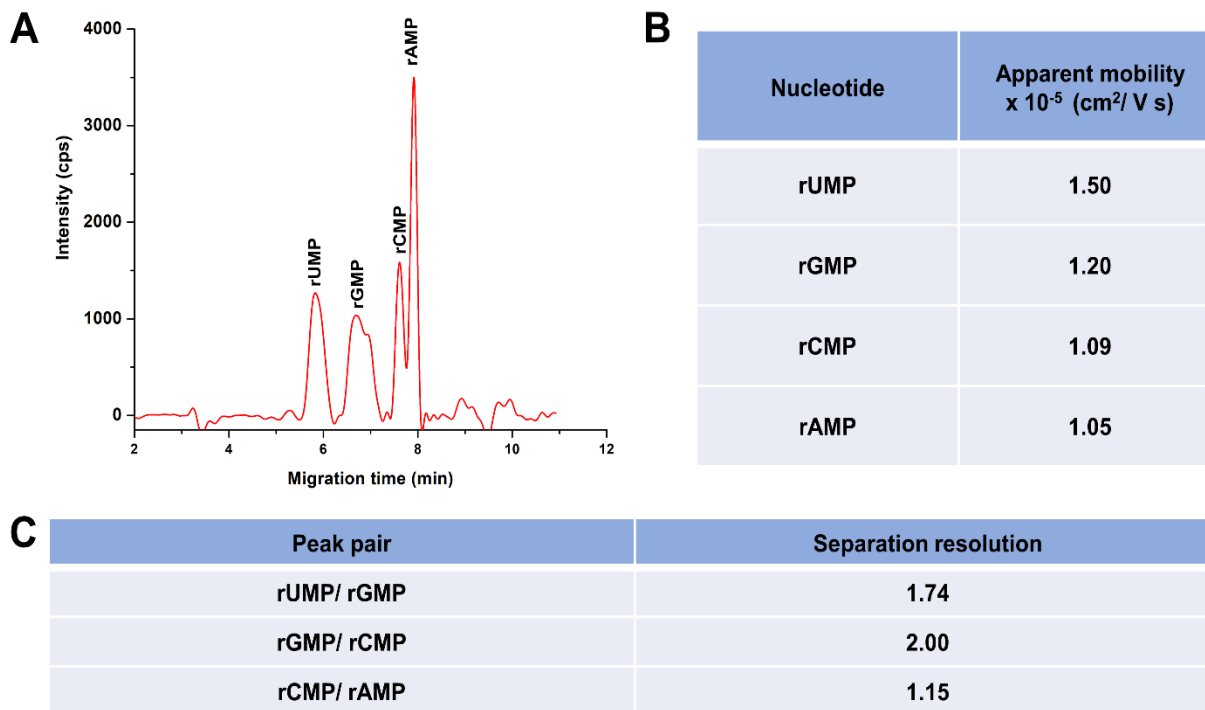 A
4000
3000
2000
1000
0
Intensity (cps)
rUMP
rGMP
rCMP
rAMP
2
4
6
8
10
12
Migration time (min)
B
Nucleotide
Apparent mobility
x 10⁻⁵ (cm²/ V s)
rUMP 1.50
rGMP 1.20
rCMP 1.09
rAMP 1.05
C
Peak pair Separation resolution
rUMP/ rGMP 1.74
rGMP/ rCMP 2.00
rCMP/ rAMP 1.15